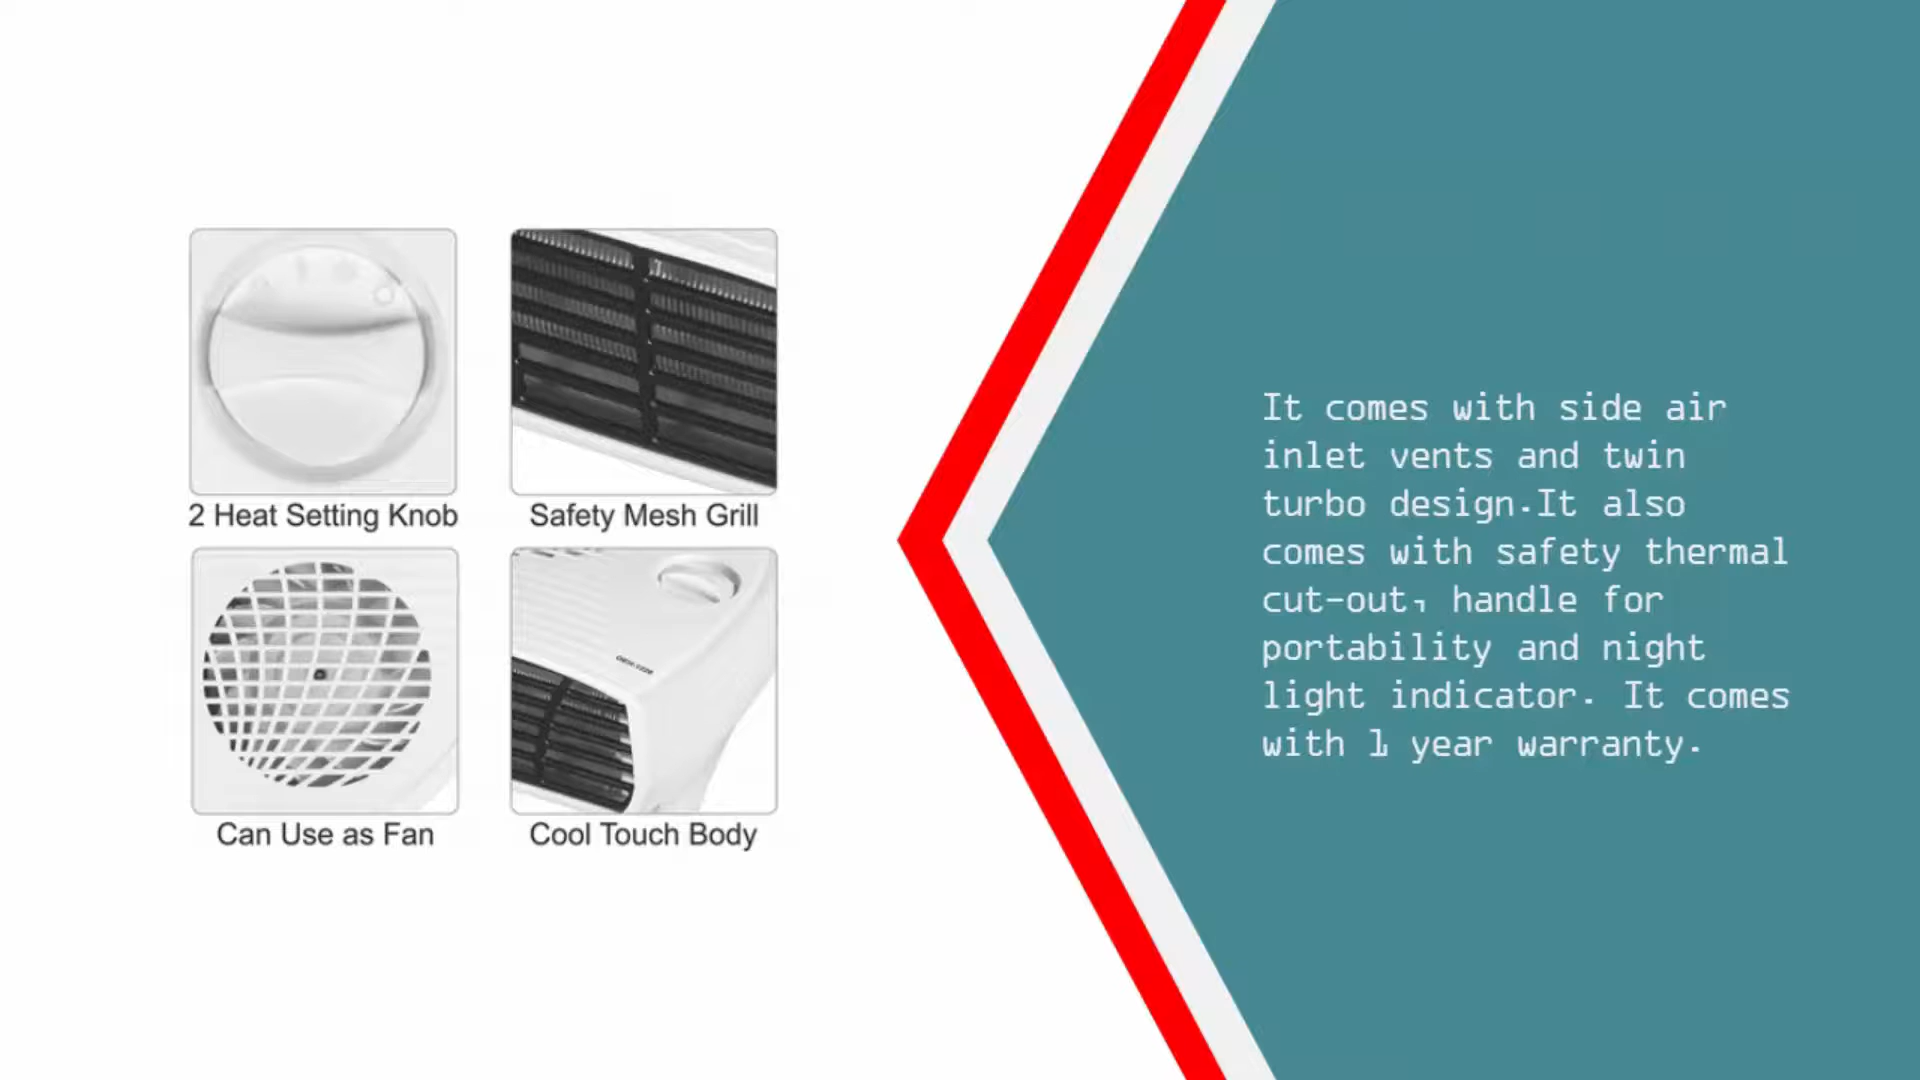 2 Heat Setting Knob
Safety Mesh Grill
Can Use as Fan
Cool Touch Body
It comes with side air
inlet vents and twin
turbo design.It also
comes with safety thermal
cut-out, handle for
portability and night
light indicator. It comes
with 1 year warranty.